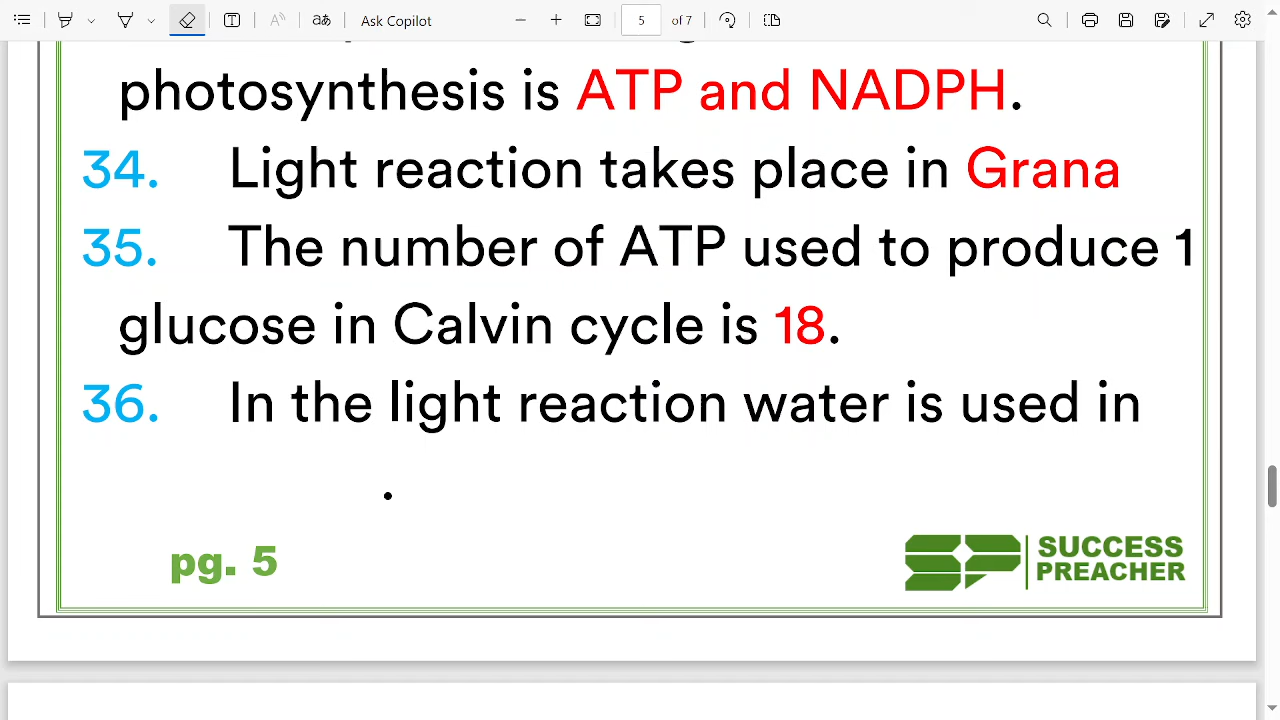 Ask Copilot
5 of 7
photosynthesis is ATP and NADPH.
34. Light reaction takes place in Grana
35. The number of ATP used to produce 1
glucose in Calvin cycle is 18.
36. In the light reaction water is used in
.
pg. 5
SP SUCCESS
PREACHER